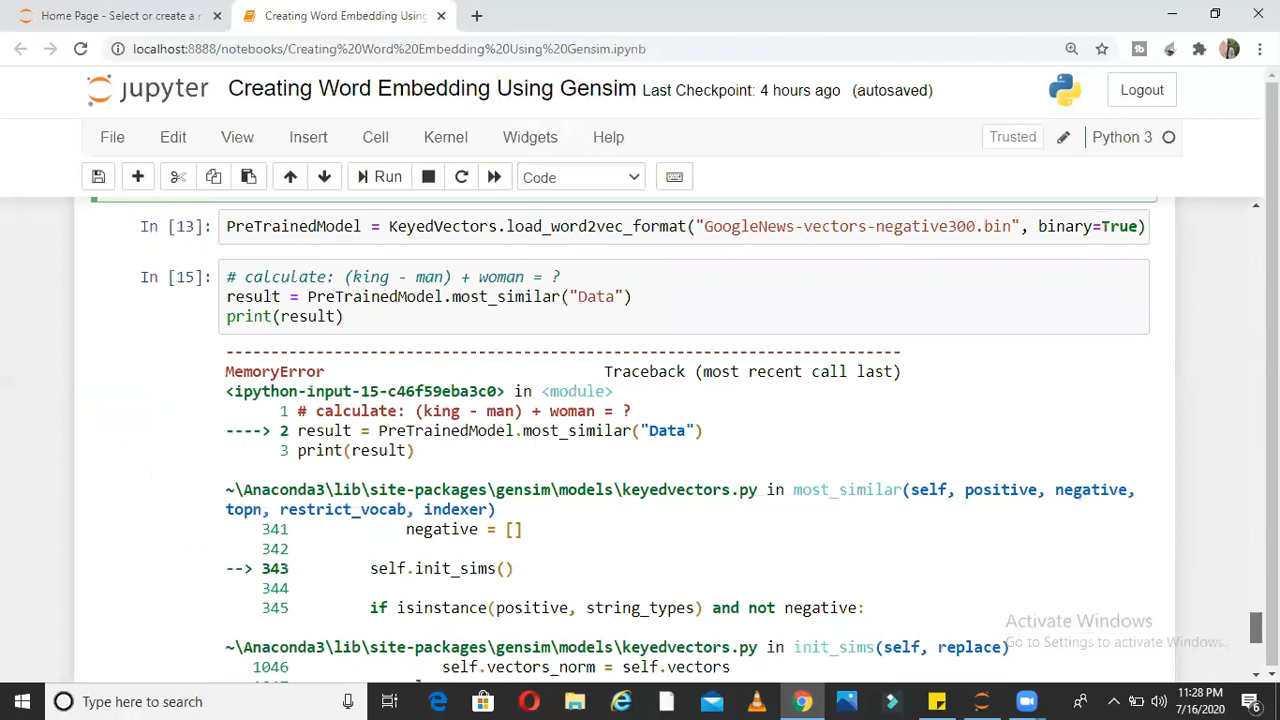 Home Page - Select or create a n
Creating Word Embedding Using
localhost:8888/notebooks/Creating%20Word%20Embedding%20Using%20Gensim.ipynb
jupyter Creating Word Embedding Using Gensim Last Checkpoint: 4 hours ago (autosaved)
Logout
File Edit View Insert Cell Kernel Widgets Help
Trusted
Python 3
Run
Code
In [13]: PreTrainedModel = KeyedVectors.load_word2vec_format("GoogleNews-vectors-negative300.bin", binary=True)
In [15]: # calculate: (king - man) + woman = ?
result = PreTrainedModel.most_similar("Data")
print(result)
---------------------------------------------------------------------------
MemoryError Traceback (most recent call last)
<ipython-input-15-c46f59eba3c0> in <module>
1 # calculate: (king - man) + woman = ?
----> 2 result = PreTrainedModel.most_similar("Data")
3 print(result)
~\Anaconda3\lib\site-packages\gensim\models\keyedvectors.py in most_similar(self, positive, negative,
topn, restrict_vocab, indexer)
341 negative = []
342
--> 343 self.init_sims()
344
345 if isinstance(positive, string_types) and not negative:
Activate Windows
Go to Settings to activate Windows.
~\Anaconda3\lib\site-packages\gensim\models\keyedvectors.py in init_sims(self, replace)
1046 self.vectors_norm = self.vectors
Type here to search
11:28 PM
7/16/2020
6